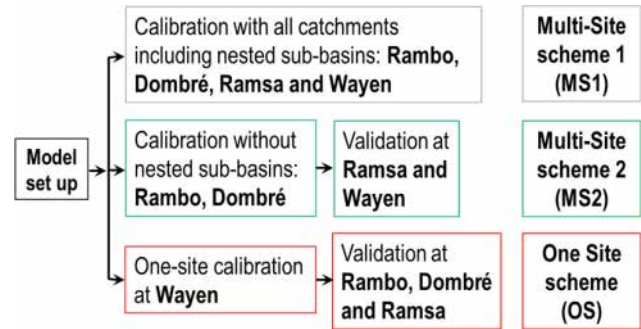 Model
set up
Calibration with all catchments
including nested sub-basins: Rambo,
Dombré, Ramsa and Wayen
Multi-Site
scheme 1
(MS1)
Calibration without
nested sub-basins:
Rambo, Dombré
Validation at
Ramsa and
Wayen
Multi-Site
scheme 2
(MS2)
One-site calibration
at Wayen
Validation at
Rambo, Dombré
and Ramsa
One Site
scheme
(OS)